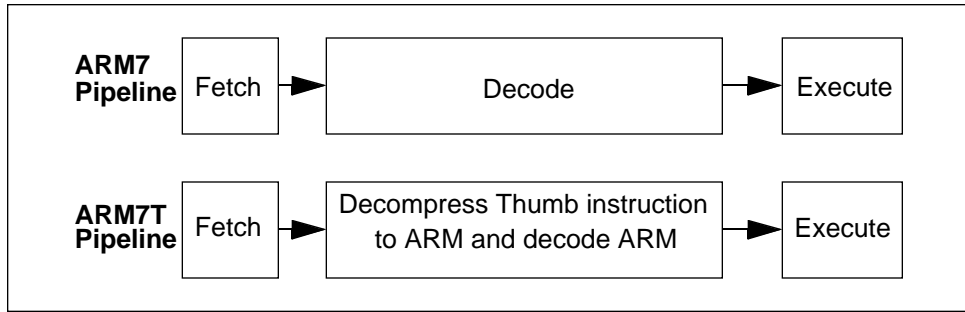 ARM7
Pipeline
Fetch
Decode
Execute
ARM7T
Pipeline
Fetch
Decompress Thumb instruction
to ARM and decode ARM
Execute